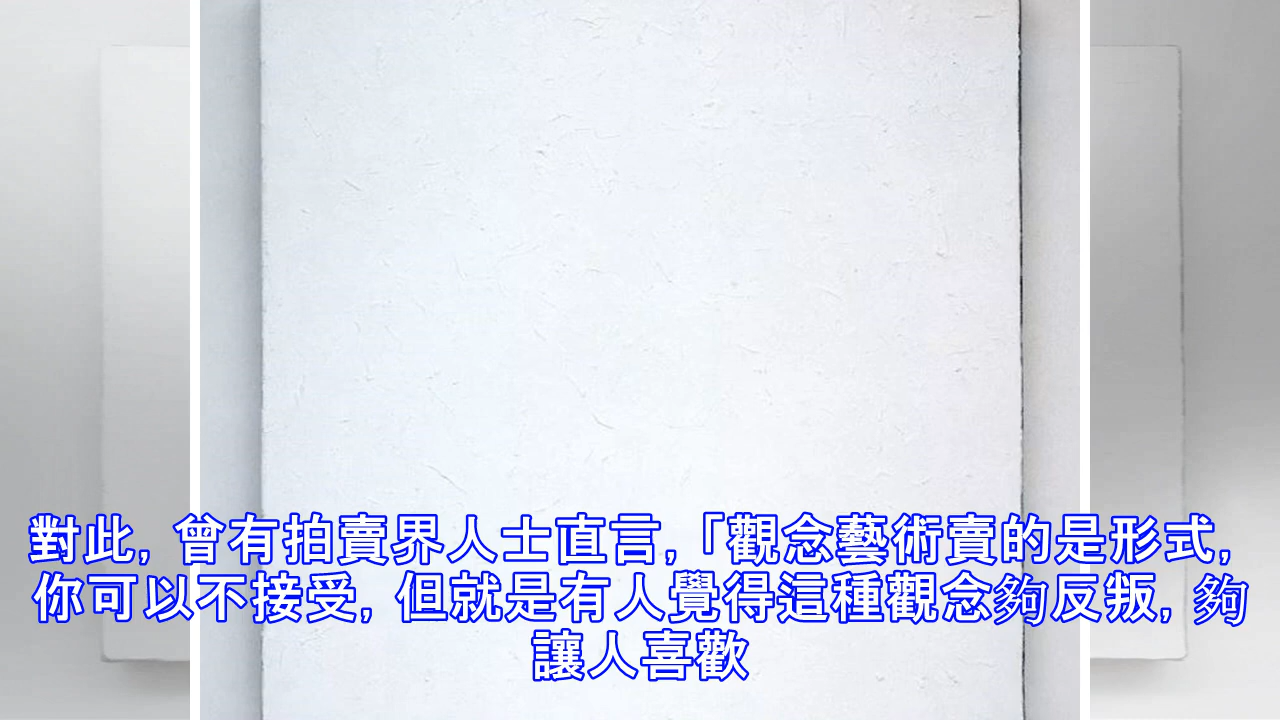 對此, 曾有拍賣界人士直言,「觀念藝術賣的是形式,
你可以不接受, 但就是有人覺得這種觀念夠反叛, 夠
讓人喜歡